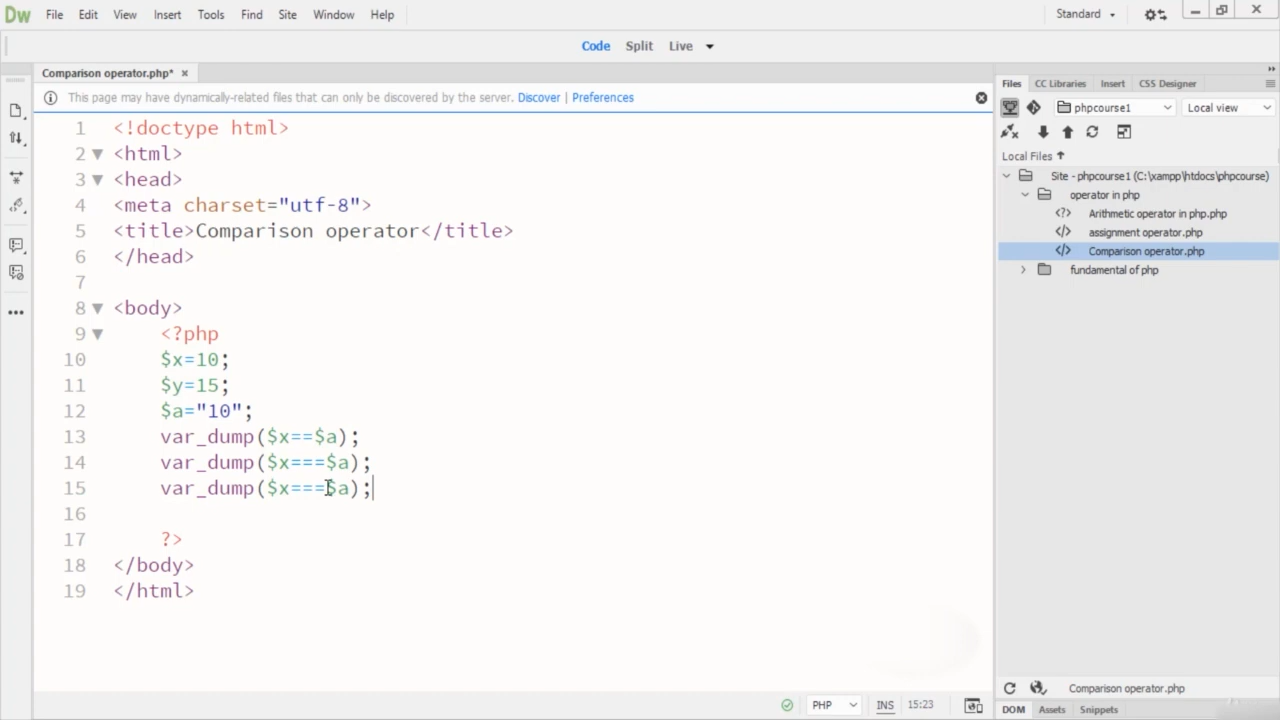 Dw File Edit View Insert Tools Find Site Window Help Standard
Code Split Live
Comparison operator.php*
This page may have dynamically-related files that can only be discovered by the server. Discover | Preferences
1 <!doctype html>
2 <html>
3 <head>
4 <meta charset="utf-8">
5 <title>Comparison operator</title>
6 </head>
7
8 <body>
9 <?php
10 $x=10;
11 $y=15;
12 $a="10";
13 var_dump($x==$a);
14 var_dump($x===$a);
15 var_dump($x===$a);
16
17 ?>
18 </body>
19 </html>
PHP INS 15:23
Files CC Libraries Insert CSS Designer
phpcourse1 Local view
Local Files
Site - phpcourse1 (C:\xampp\htdocs\phpcourse)
operator in php
Arithmetic operator in php.php
assignment operator.php
Comparison operator.php
fundamental of php
Comparison operator.php
DOM Assets Snippets